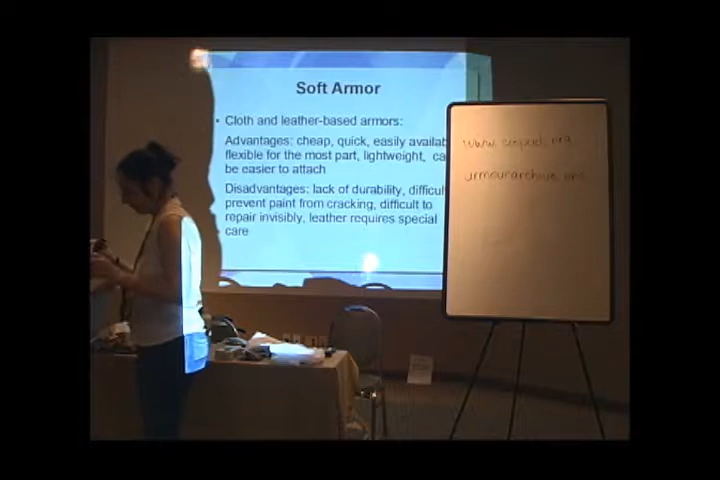 Soft Armor
• Cloth and leather-based armors:
Advantages: cheap, quick, easily availab
flexible for the most part, lightweight, ca
be easier to attach
Disadvantages: lack of durability, difficul
prevent paint from cracking, difficult to
repair invisibly, leather requires special
care
www.
armourarchive.org